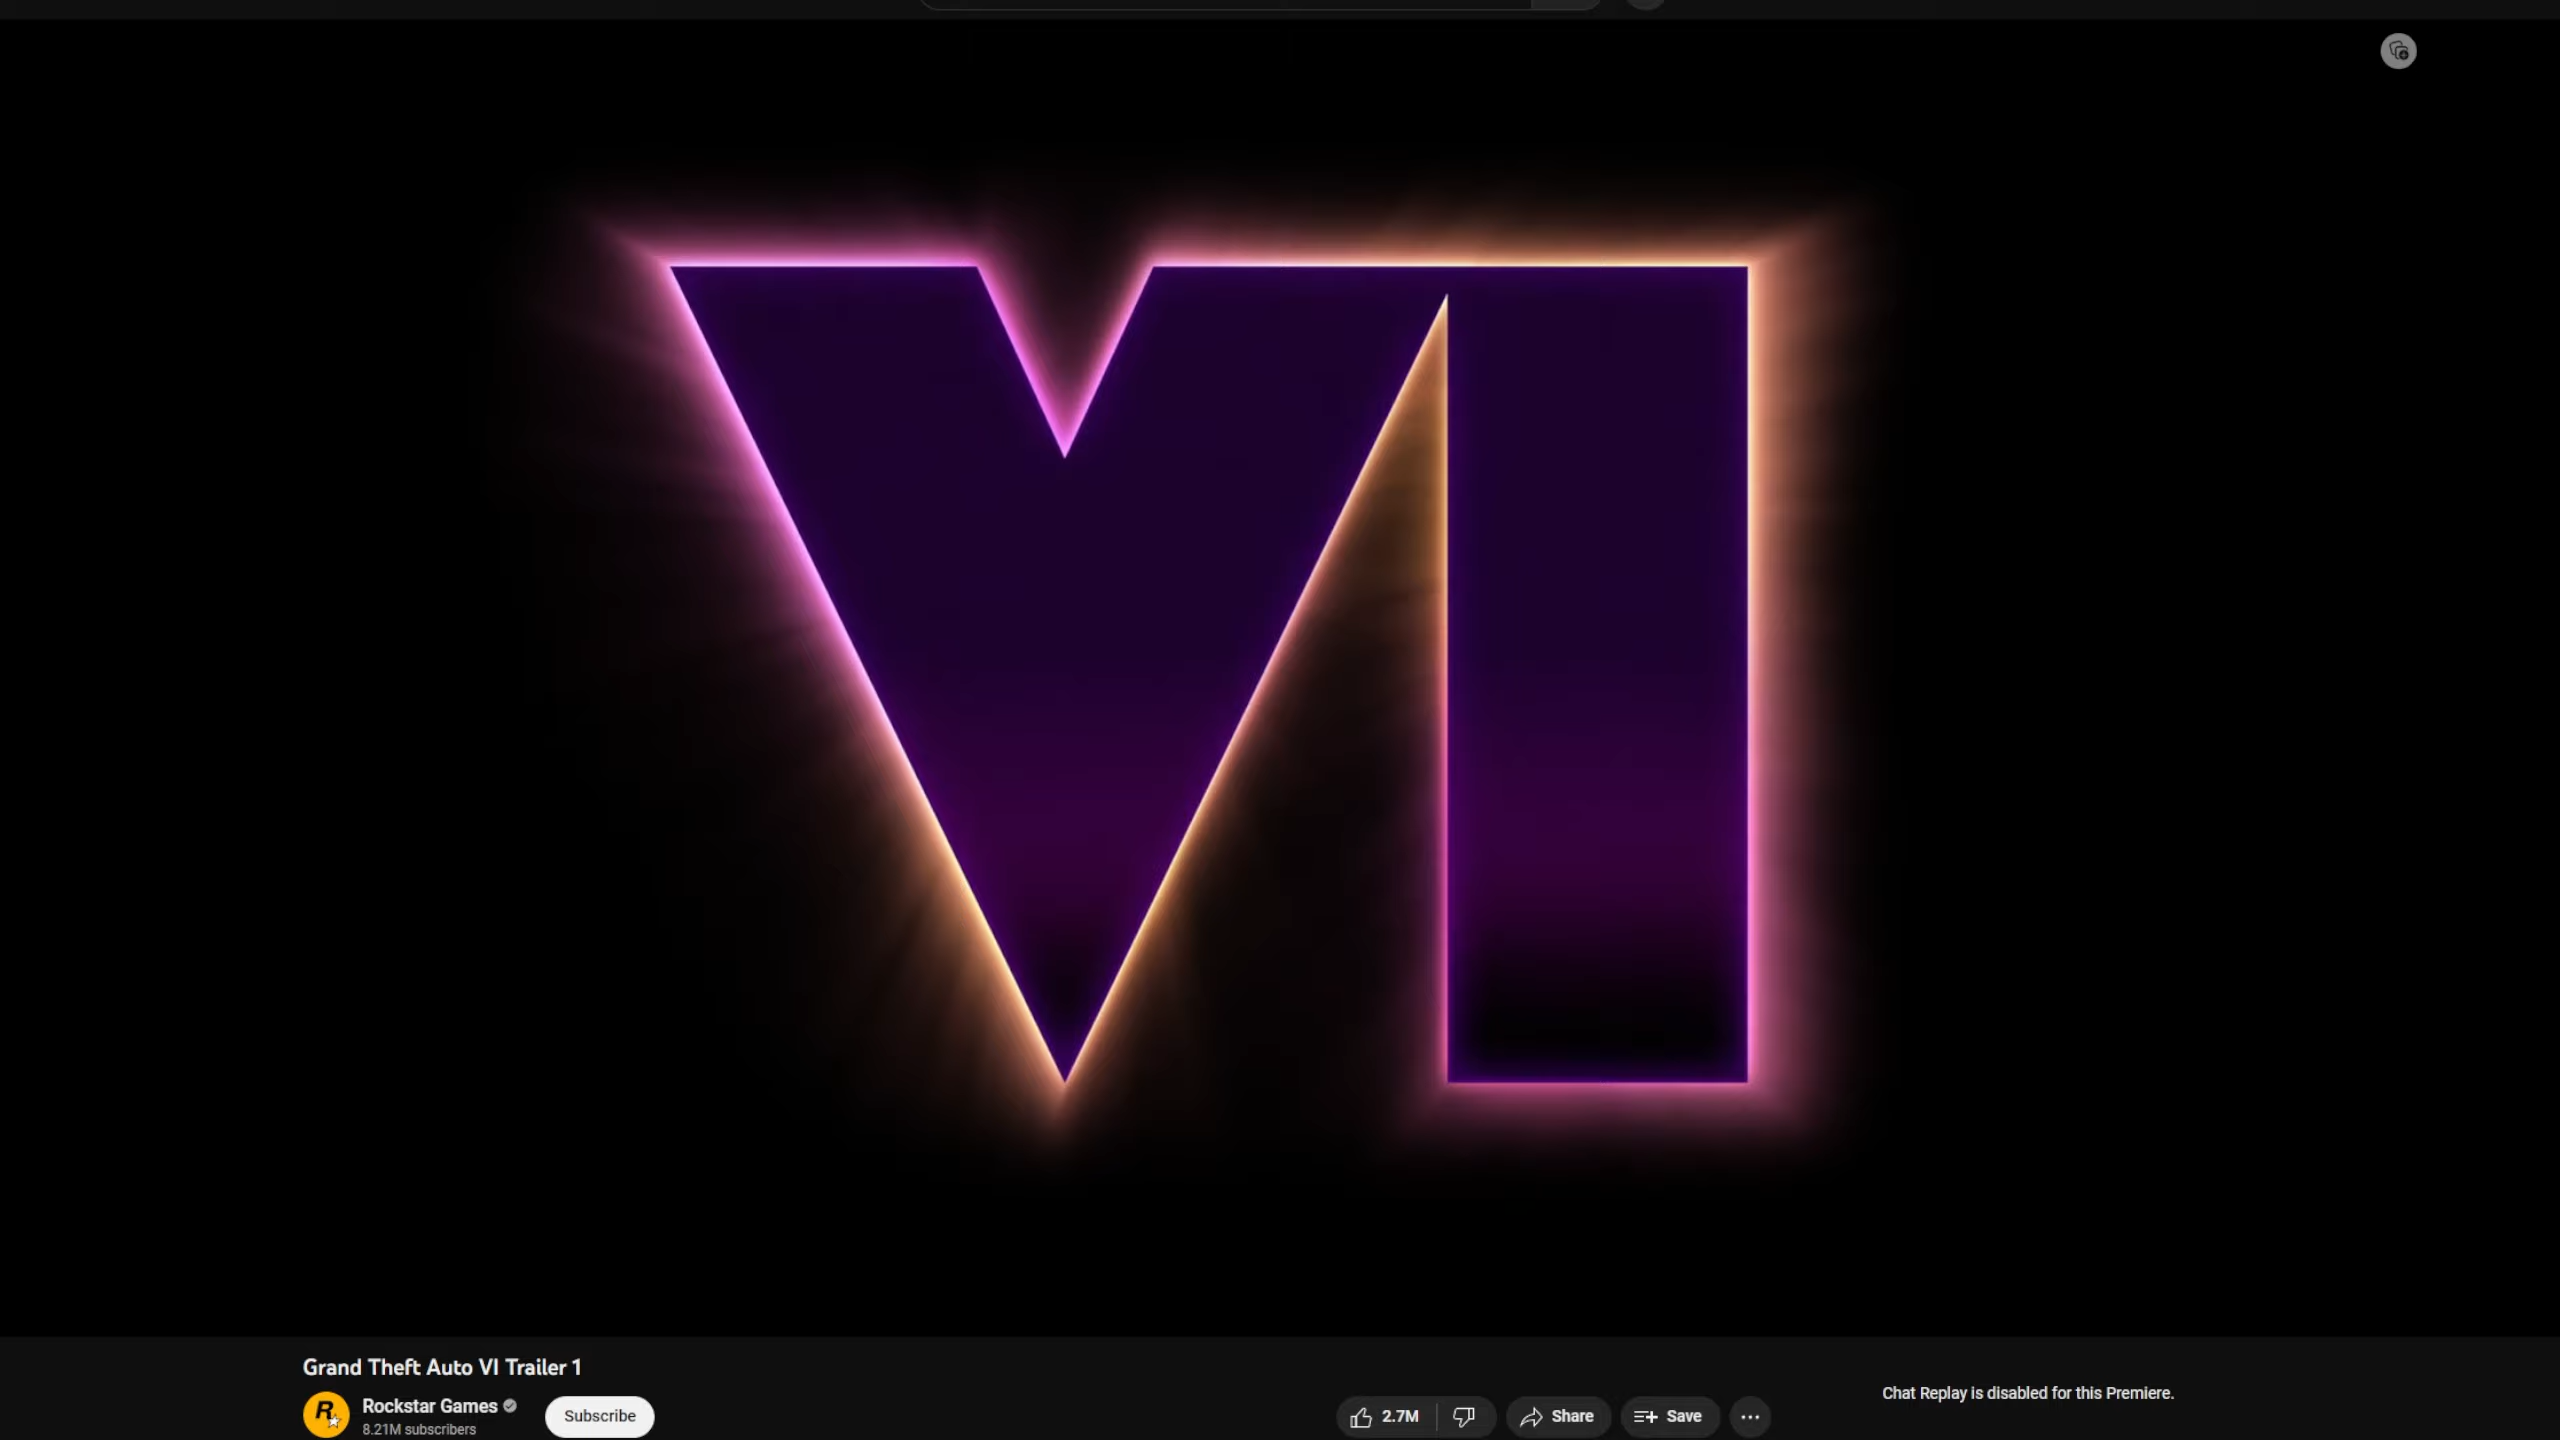 VI
Grand Theft Auto VI Trailer 1
R
Rockstar Games
8.21M subscribers
Subscribe
2.7M
Share
Save
Chat Replay is disabled for this Premiere.